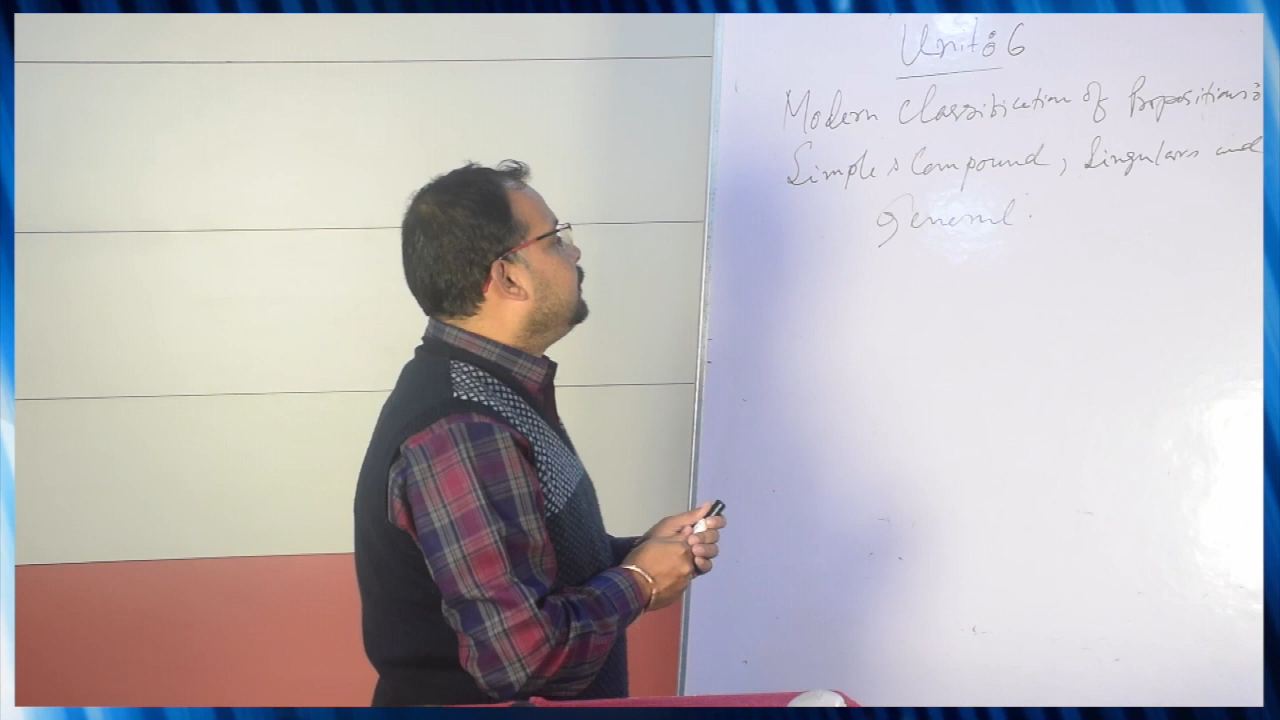 Unit: 6
Modern Classification of Propositions:
Simple & Compound, Singulars and
General.